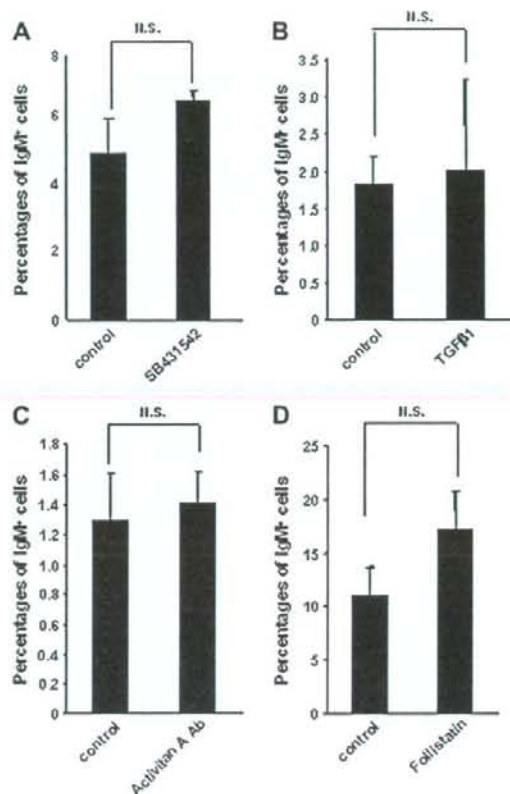 A
N.S.
Percentages of IgM+ cells
8
6
4
2
0
control
SB431542
B
N.S.
Percentages of IgM+ cells
3.5
3.0
2.5
2.0
1.5
1.0
0.5
0
control
TGFβ1
C
N.S.
Percentages of IgM+ cells
1.8
1.6
1.4
1.2
1.0
0.8
0.6
0.4
0.2
0
control
Activitan A Ab
D
N.S.
Percentages of IgM+ cells
25
20
15
10
5
0
control
Follistatin